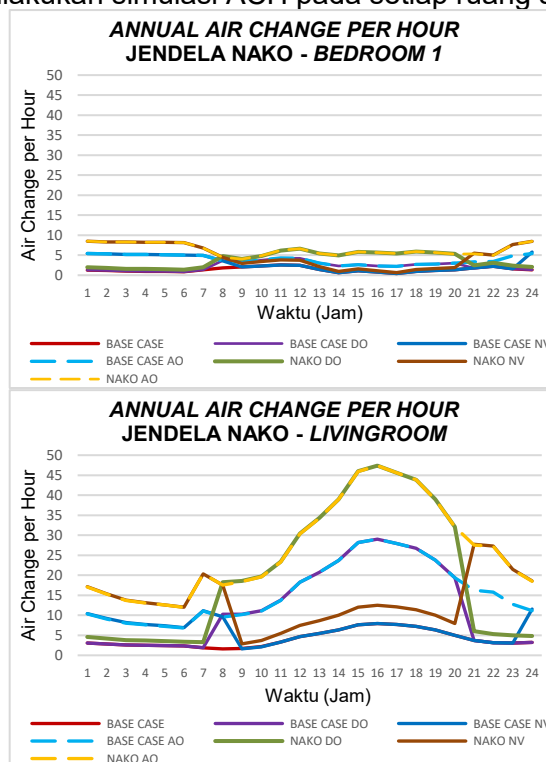 ANNUAL AIR CHANGE PER HOUR
JENDELA NAKO - BEDROOM 1
50
45
40
35
30
25
20
15
10
5
0
Air Change per Hour
1 2 3 4 5 6 7 8 9 10 11 12 13 14 15 16 17 18 19 20 21 22 23 24
Waktu (Jam)
BASE CASE BASE CASE DO BASE CASE NV
BASE CASE AO NAKO DO NAKO NV
NAKO AO
ANNUAL AIR CHANGE PER HOUR
JENDELA NAKO - LIVINGROOM
50
45
40
35
30
25
20
15
10
5
0
Air Change per Hour
1 2 3 4 5 6 7 8 9 10 11 12 13 14 15 16 17 18 19 20 21 22 23 24
Waktu (Jam)
BASE CASE BASE CASE DO BASE CASE NV
BASE CASE AO NAKO DO NAKO NV
NAKO AO